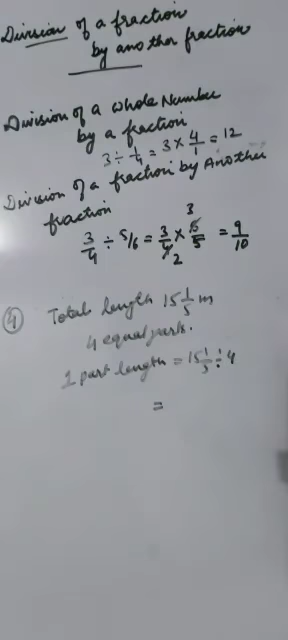 Division of a fraction
by another fraction
Division of a whole Number
by a fraction
3 ÷ 1/4 = 3 × 4/1 = 12
Division of a fraction by Another
fraction
3/4 ÷ 5/6 = 3/4 × 6/5 = 9/10
3
2
④ Total length 15 1/5 m
4 equal parts.
1 part length = 15 1/5 ÷ 4
=